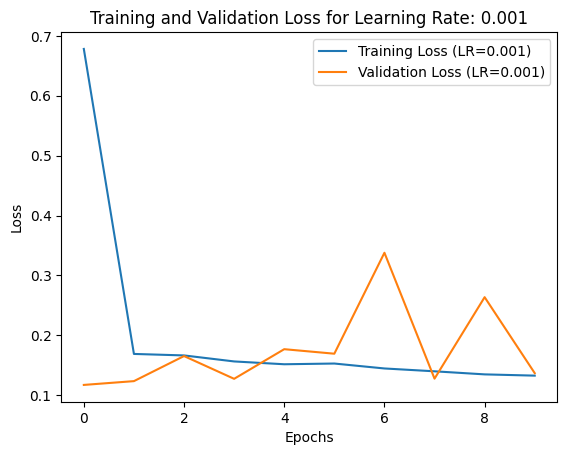 Training and Validation Loss for Learning Rate: 0.001
Training Loss (LR=0.001)
Validation Loss (LR=0.001)
Loss
0.7
0.6
0.5
0.4
0.3
0.2
0.1
0 2 4 6 8
Epochs